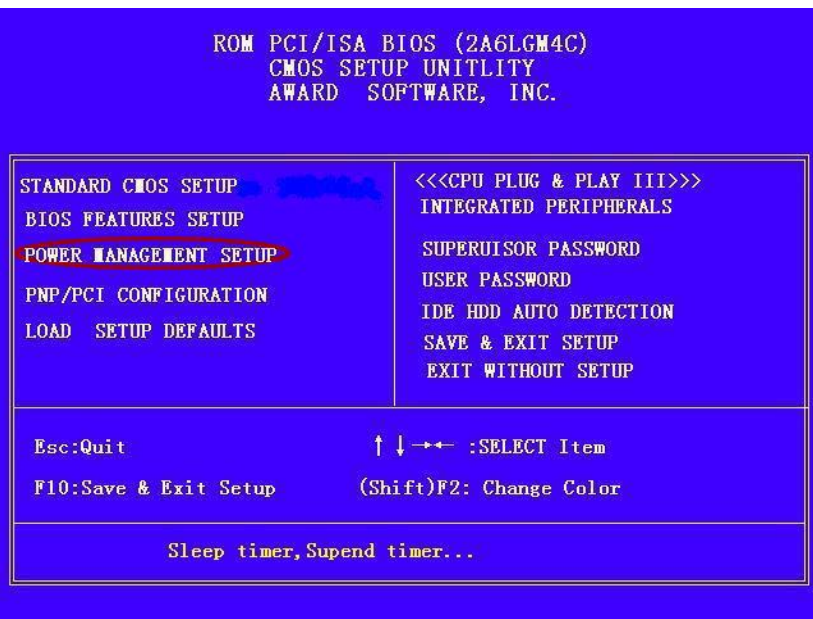 ROM PCI/ISA BIOS (2A6LGM4C)
CMOS SETUP UNITLITY
AWARD SOFTWARE, INC.
STANDARD CMOS SETUP
BIOS FEATURES SETUP
POWER MANAGEMENT SETUP
PNP/PCI CONFIGURATION
LOAD SETUP DEFAULTS
<<<CPU PLUG & PLAY III>>>
INTEGRATED PERIPHERALS
SUPERUISOR PASSWORD
USER PASSWORD
IDE HDD AUTO DETECTION
SAVE & EXIT SETUP
EXIT WITHOUT SETUP
Esc:Quit ↑↓→← :SELECT Item
F10:Save & Exit Setup (Shift)F2: Change Color
Sleep timer,Supend timer...